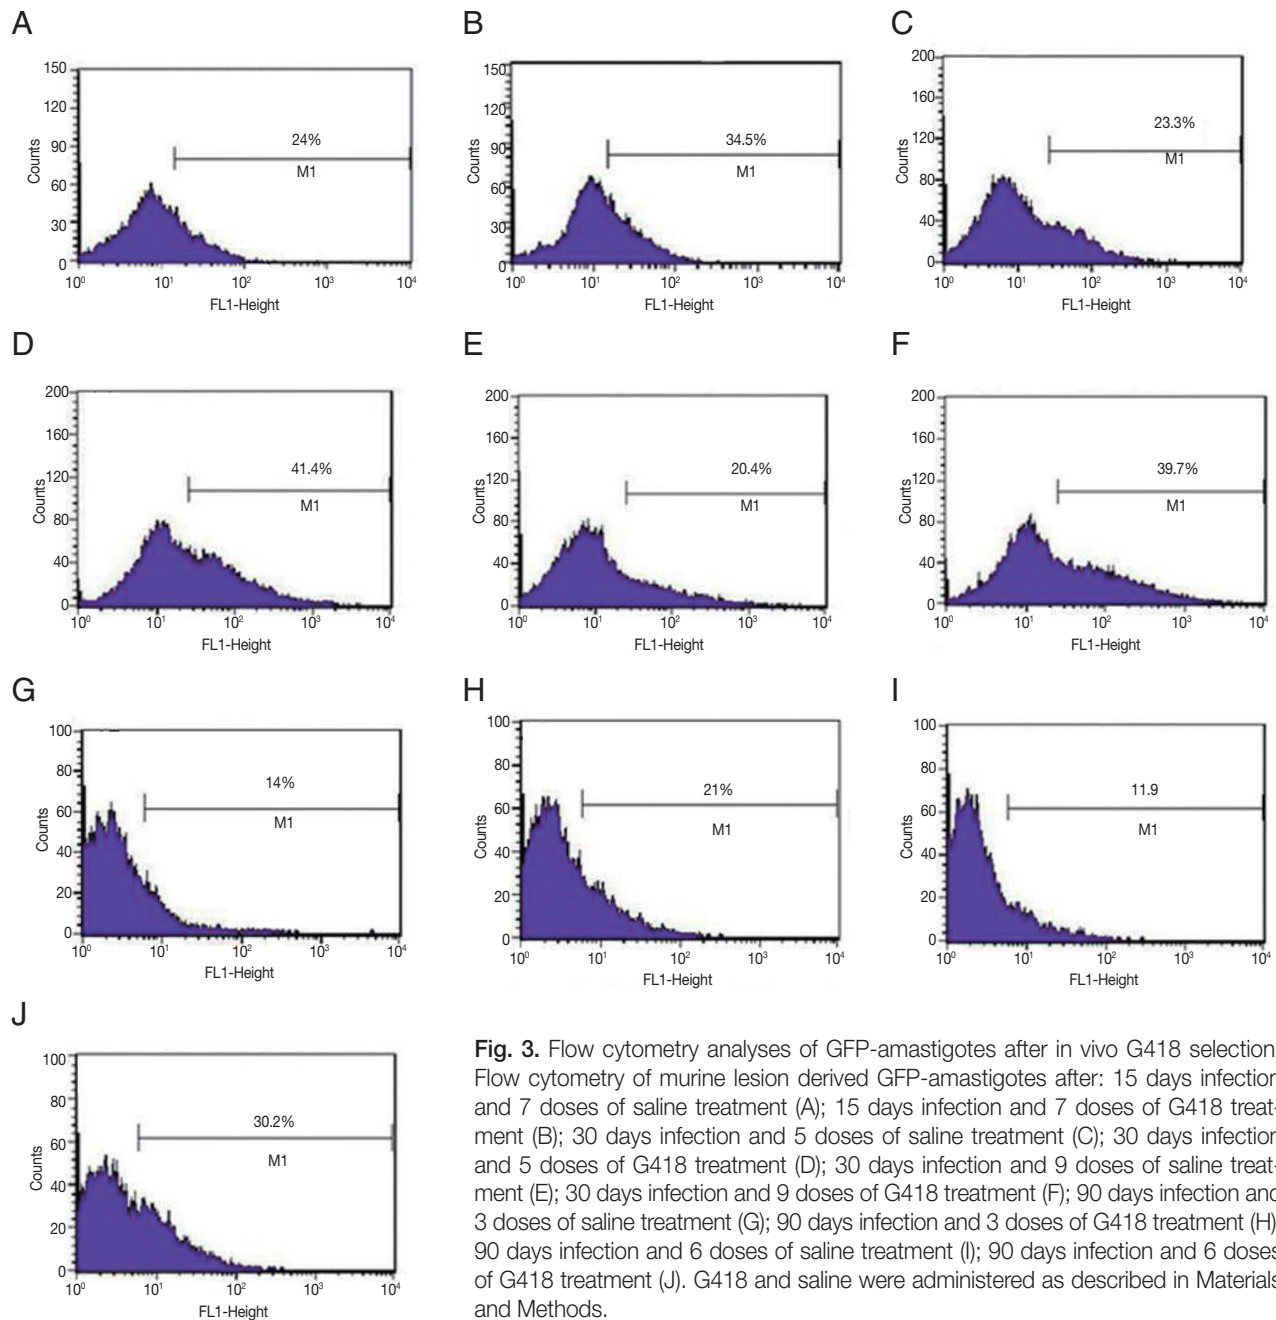 A
150
120
90
60
30
0
Counts
24%
M1
10⁰ 10¹ 10² 10³ 10⁴
FL1-Height
B
150
120
90
60
30
0
Counts
34.5%
M1
10⁰ 10¹ 10² 10³ 10⁴
FL1-Height
C
200
160
120
80
40
0
Counts
23.3%
M1
10⁰ 10¹ 10² 10³ 10⁴
FL1-Height
D
200
160
120
80
40
0
Counts
41.4%
M1
10⁰ 10¹ 10² 10³ 10⁴
FL1-Height
E
200
160
120
80
40
0
Counts
20.4%
M1
10⁰ 10¹ 10² 10³ 10⁴
FL1-Height
F
200
160
120
80
40
0
Counts
39.7%
M1
10⁰ 10¹ 10² 10³ 10⁴
FL1-Height
G
100
80
60
40
20
0
Counts
14%
M1
10⁰ 10¹ 10² 10³ 10⁴
FL1-Height
H
100
80
60
40
20
0
Counts
21%
M1
10⁰ 10¹ 10² 10³ 10⁴
FL1-Height
I
100
80
60
40
20
0
Counts
11.9
M1
10⁰ 10¹ 10² 10³ 10⁴
FL1-Height
J
100
80
60
40
20
0
Counts
30.2%
M1
10⁰ 10¹ 10² 10³ 10⁴
FL1-Height
Fig. 3. Flow cytometry analyses of GFP-amastigotes after in vivo G418 selection
Flow cytometry of murine lesion derived GFP-amastigotes after: 15 days infection
and 7 doses of saline treatment (A); 15 days infection and 7 doses of G418 treat-
ment (B); 30 days infection and 5 doses of saline treatment (C); 30 days infection
and 5 doses of G418 treatment (D); 30 days infection and 9 doses of saline treat-
ment (E); 30 days infection and 9 doses of G418 treatment (F); 90 days infection and
3 doses of saline treatment (G); 90 days infection and 3 doses of G418 treatment (H)
90 days infection and 6 doses of saline treatment (I); 90 days infection and 6 doses
of G418 treatment (J). G418 and saline were administered as described in Materials
and Methods.